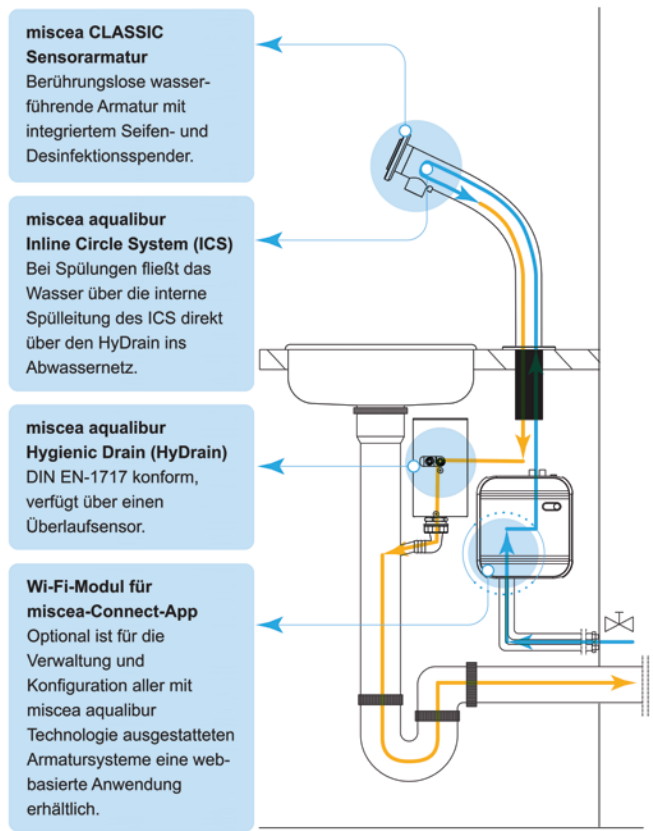 miscea CLASSIC
Sensorarmatur
Berührungslose wasser-
führende Armatur mit
integriertem Seifen- und
Desinfektionsspender.
miscea aqualibur
Inline Circle System (ICS)
Bei Spülungen fließt das
Wasser über die interne
Spülleitung des ICS direkt
über den HyDrain ins
Abwassernetz.
miscea aqualibur
Hygienic Drain (HyDrain)
DIN EN-1717 konform,
verfügt über einen
Überlaufsensor.
Wi-Fi-Modul für
miscea-Connect-App
Optional ist für die
Verwaltung und
Konfiguration aller mit
miscea aqualibur
Technologie ausgestatteten
Armatursysteme eine web-
basierte Anwendung
erhältlich.